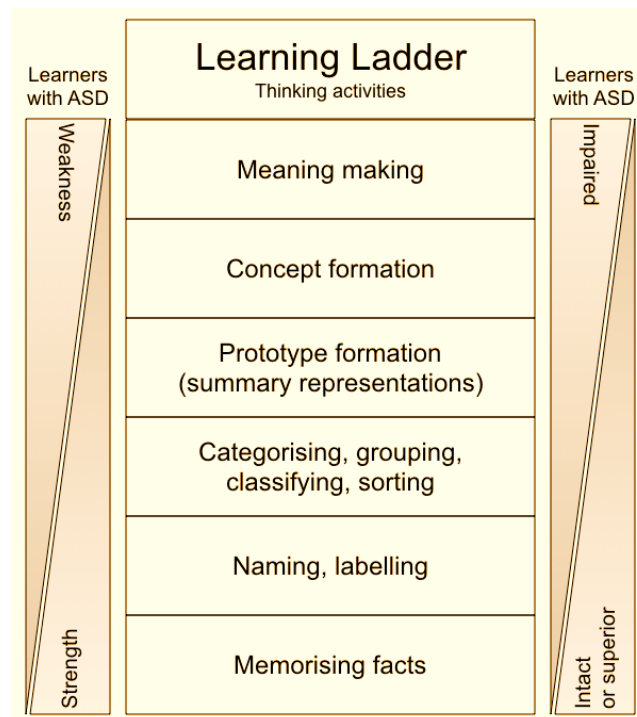 Learning Ladder
Thinking activities
Learners
with ASD
Learners
with ASD
Weakness
Impaired
Meaning making
Concept formation
Prototype formation
(summary representations)
Categorising, grouping,
classifying, sorting
Naming, labelling
Memorising facts
Strength
Intact
or superior